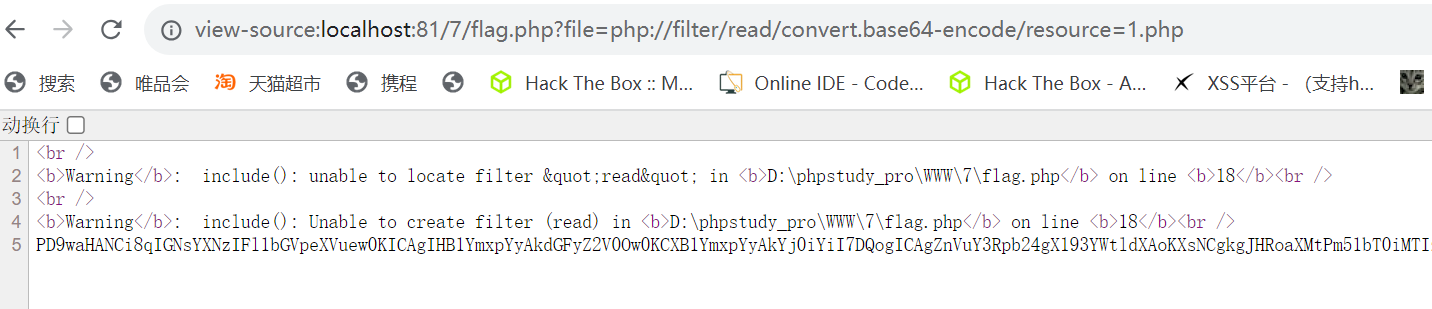 view-source:localhost:81/7/flag.php?file=php://filter/read/convert.base64-encode/resource=1.php
搜索 唯品会 淘 天猫超市 携程 Hack The Box :: M... Online IDE - Code... Hack The Box - A... XSS平台 - (支持h...
动换行
1 <br />
2 <b>Warning</b>:  include(): unable to locate filter &quot;read&quot; in <b>D:\phpstudy_pro\WWW\7\flag.php</b> on line <b>18</b><br />
3 <br />
4 <b>Warning</b>:  include(): Unable to create filter (read) in <b>D:\phpstudy_pro\WWW\7\flag.php</b> on line <b>18</b><br />
5